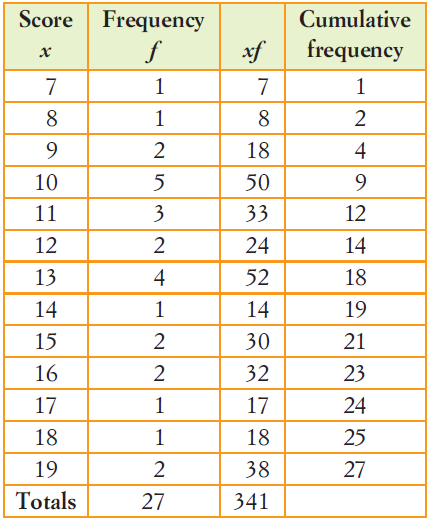 Score Frequency Cumulative
x f xf frequency
7 1 7 1
8 1 8 2
9 2 18 4
10 5 50 9
11 3 33 12
12 2 24 14
13 4 52 18
14 1 14 19
15 2 30 21
16 2 32 23
17 1 17 24
18 1 18 25
19 2 38 27
Totals 27 341